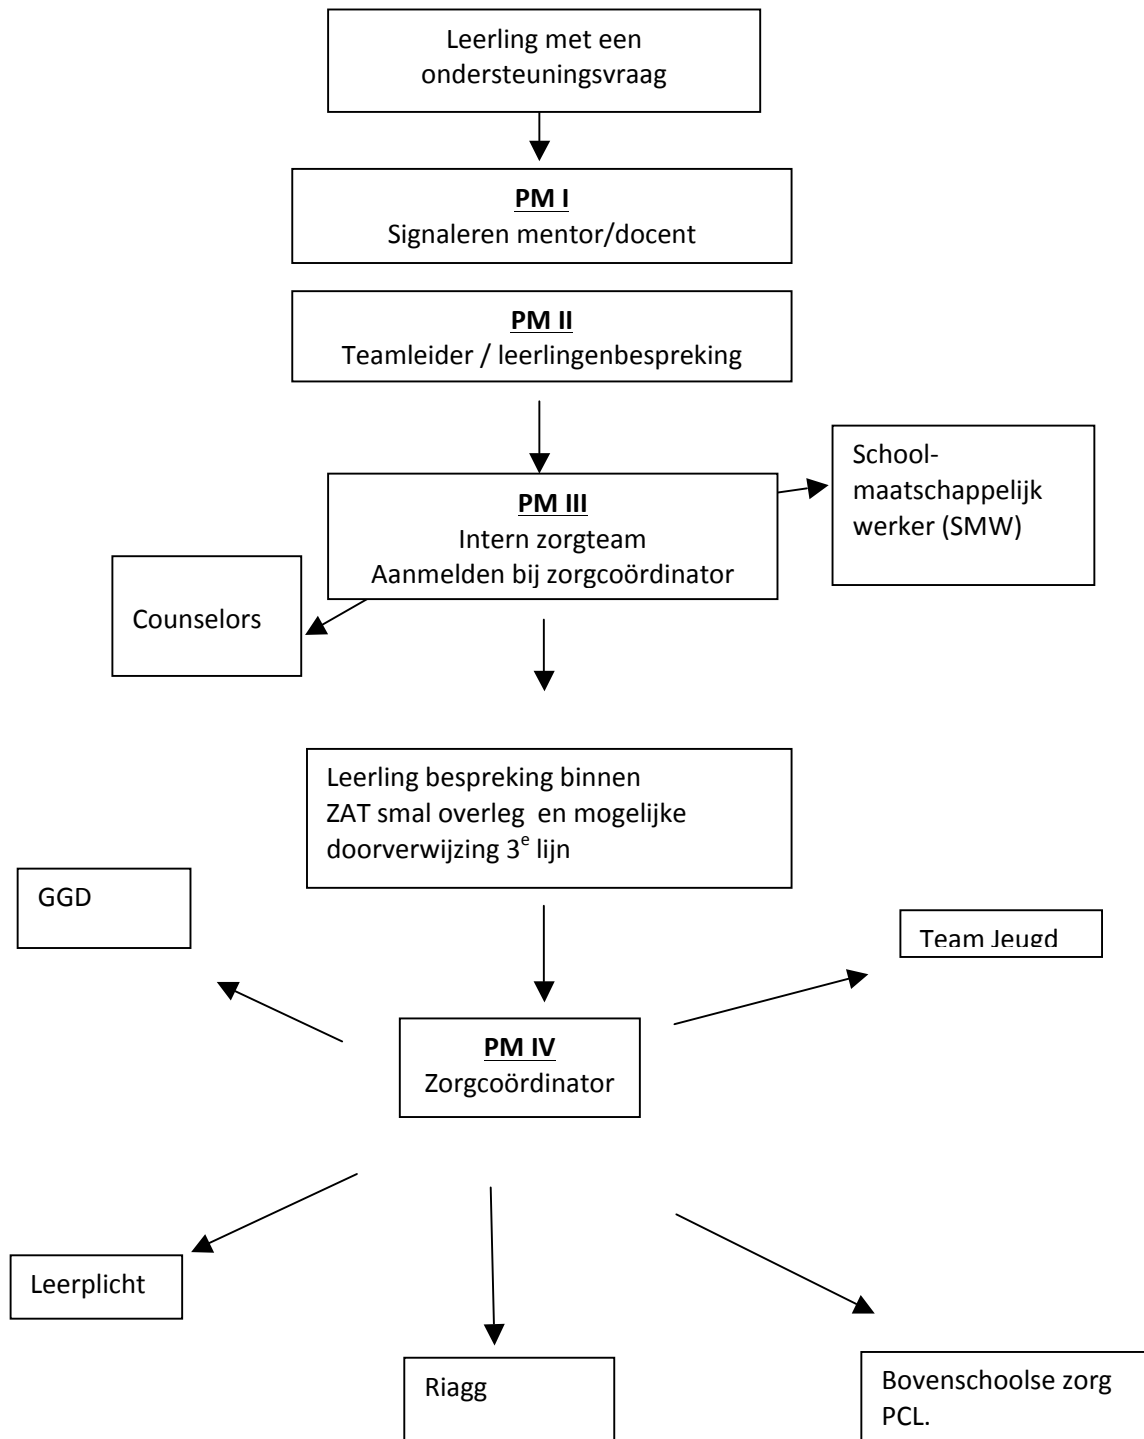 Leerling met een
ondersteuningsvraag
PM I
Signaleren mentor/docent
PM II
Teamleider / leerlingenbespreking
School-
maatschappelijk
werker (SMW)
PM III
Intern zorgteam
Aanmelden bij zorgcoördinator
Counselors
Leerling bespreking binnen
ZAT smal overleg en mogelijke
doorverwijzing 3e lijn
GGD
Team Jeugd
PM IV
Zorgcoördinator
Leerplicht
Riagg
Bovenschoolse zorg
PCL.